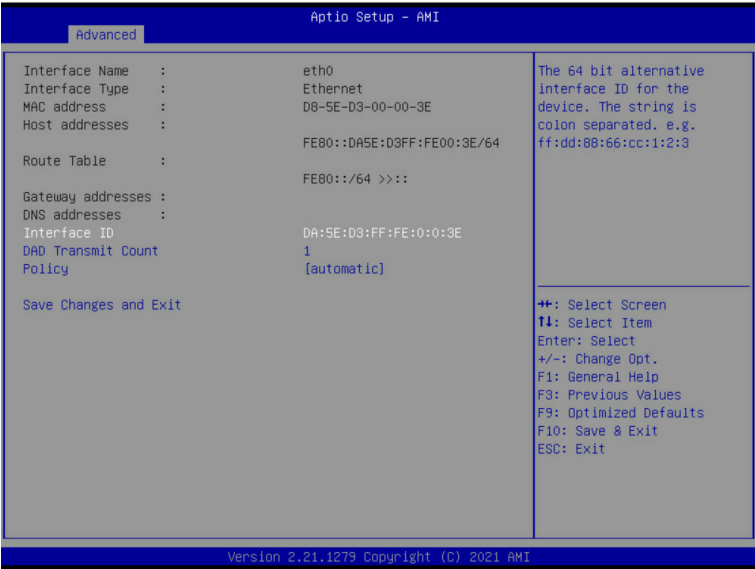 Aptio Setup – AMI
Advanced
Interface Name : eth0
Interface Type : Ethernet
MAC address : D8-5E-D3-00-00-3E
Host addresses :
FE80::DA5E:D3FF:FE00:3E/64
Route Table :
FE80::/64 >>::
Gateway addresses :
DNS addresses :
Interface ID DA:5E:D3:FF:FE:0:0:3E
DAD Transmit Count 1
Policy [automatic]
Save Changes and Exit
The 64 bit alternative
interface ID for the
device. The string is
colon separated. e.g.
ff:dd:88:66:cc:1:2:3
→←: Select Screen
↑↓: Select Item
Enter: Select
+/-: Change Opt.
F1: General Help
F3: Previous Values
F9: Optimized Defaults
F10: Save & Exit
ESC: Exit
Version 2.21.1279 Copyright (C) 2021 AMI